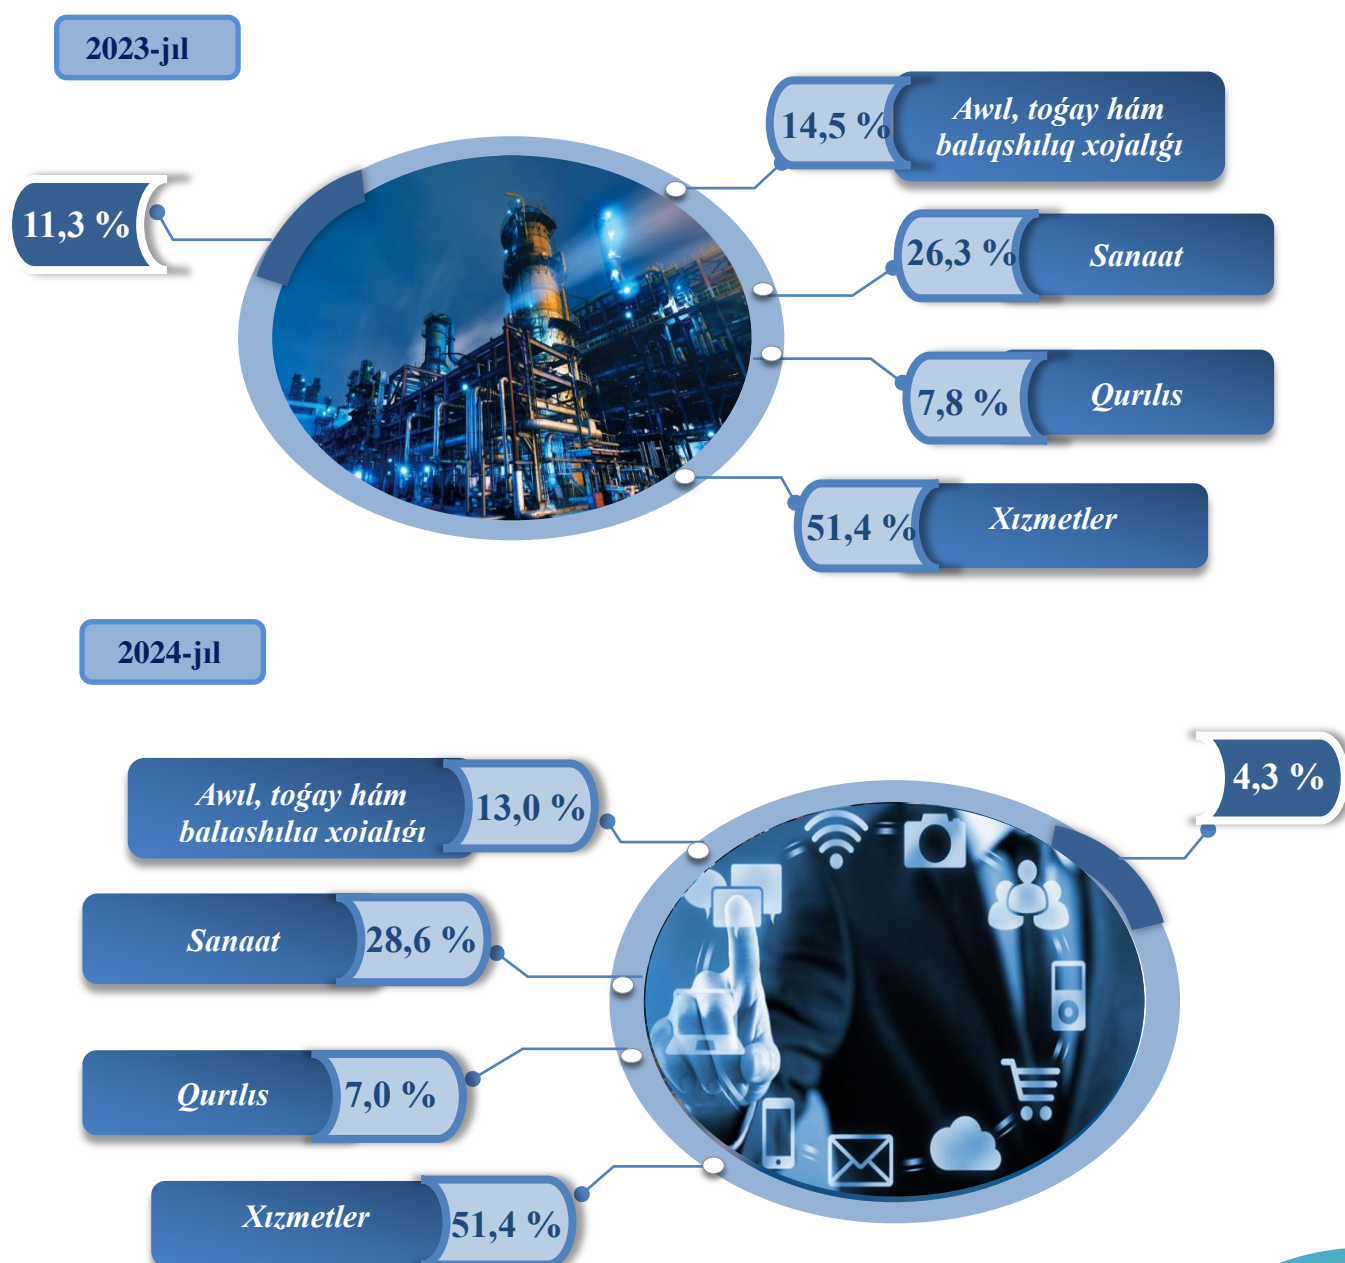 2023-jıl
11,3 %
14,5 %
Awıl, toǵay hám
balıqshılıq xojalıǵı
26,3 %
Sanaat
7,8 %
Qurılıs
51,4 %
Xızmetler
2024-jıl
4,3 %
Awıl, toǵay hám
balıqshılıq xojalıǵı
13,0 %
Sanaat
28,6 %
Qurılıs
7,0 %
Xızmetler
51,4 %